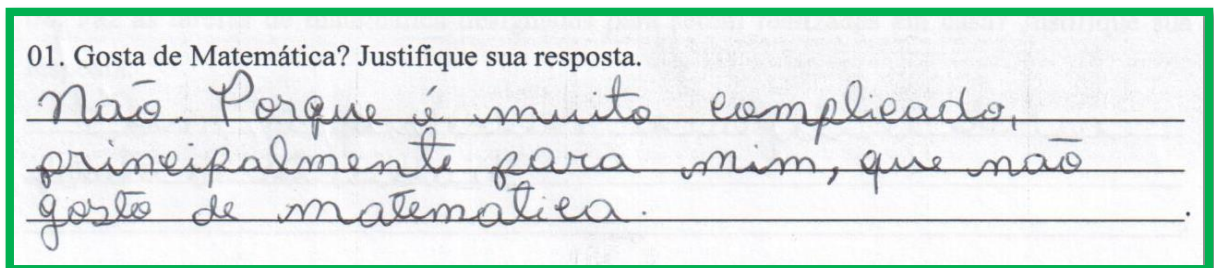 01. Gosta de Matemática? Justifique sua resposta.
Não. Porque é muito complicado,
principalmente para mim, que não
gosto de matematica.